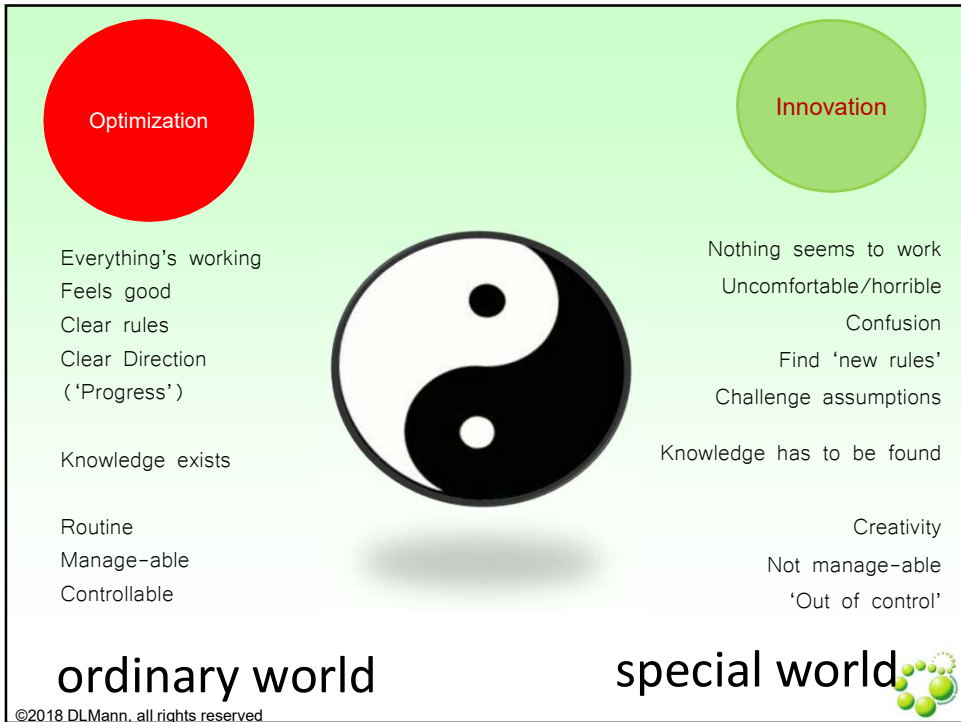 Optimization
Innovation
Everything's working
Feels good
Clear rules
Clear Direction
('Progress')
Knowledge exists
Routine
Manage-able
Controllable
Nothing seems to work
Uncomfortable/horrible
Confusion
Find 'new rules'
Challenge assumptions
Knowledge has to be found
Creativity
Not manage-able
'Out of control'
ordinary world
special world
©2018 DLMann, all rights reserved